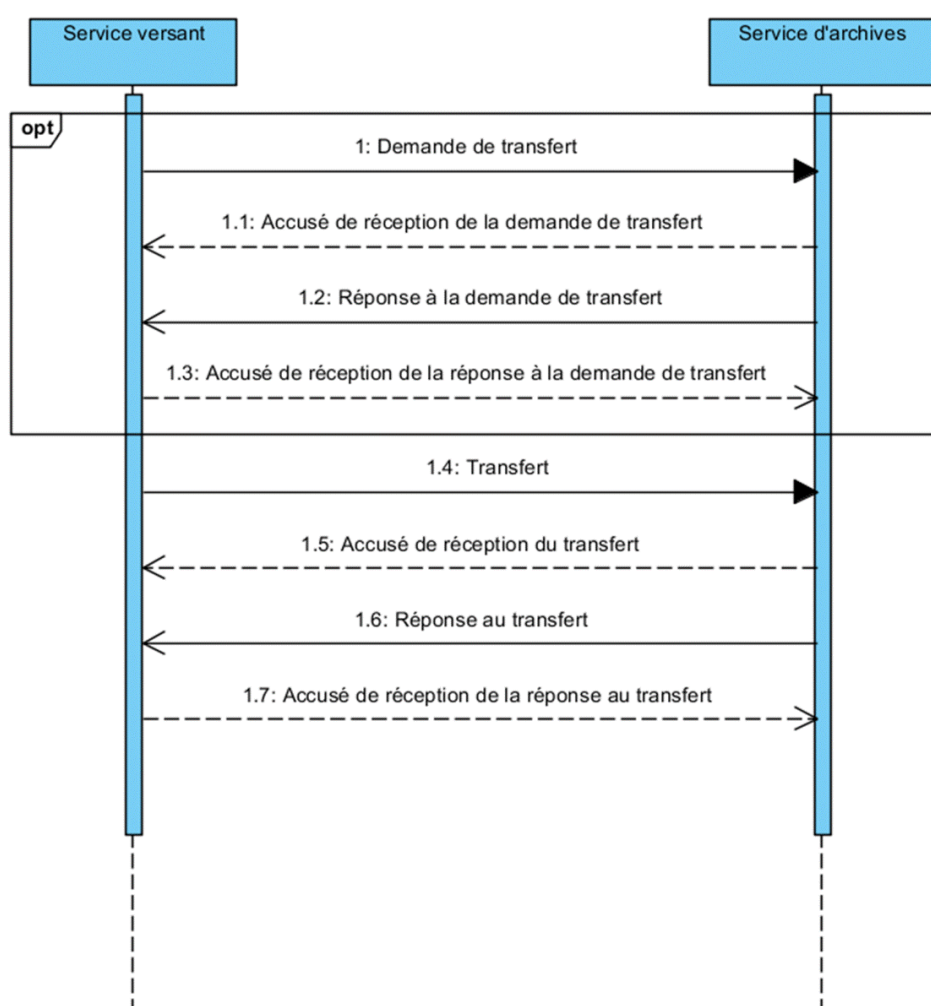 Service versant
Service d'archives
opt
1: Demande de transfert
1.1: Accusé de réception de la demande de transfert
1.2: Réponse à la demande de transfert
1.3: Accusé de réception de la réponse à la demande de transfert
1.4: Transfert
1.5: Accusé de réception du transfert
1.6: Réponse au transfert
1.7: Accusé de réception de la réponse au transfert